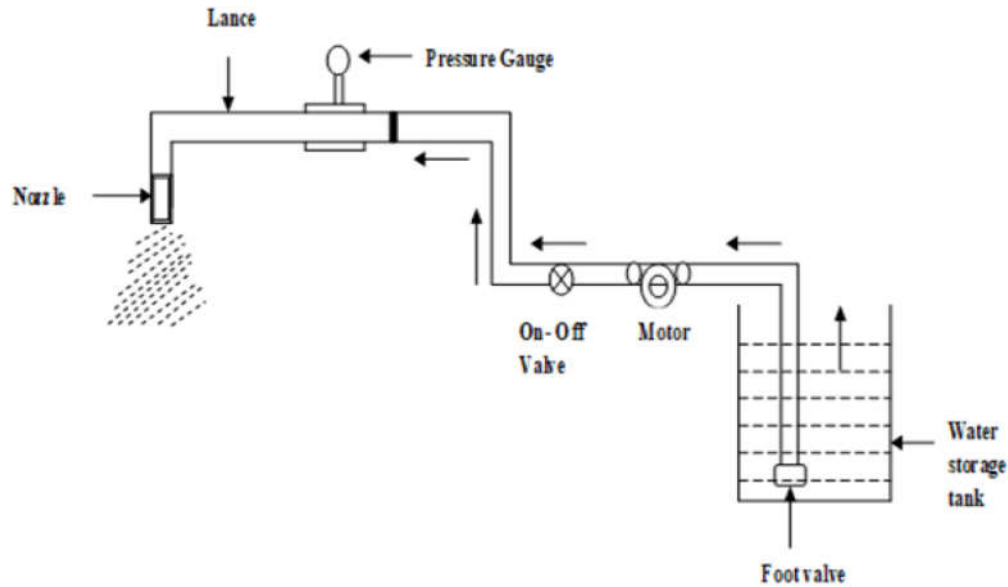 Lance
Pressure Gauge
Nozzle
On-Off
Valve
Motor
Water
storage
tank
Foot valve